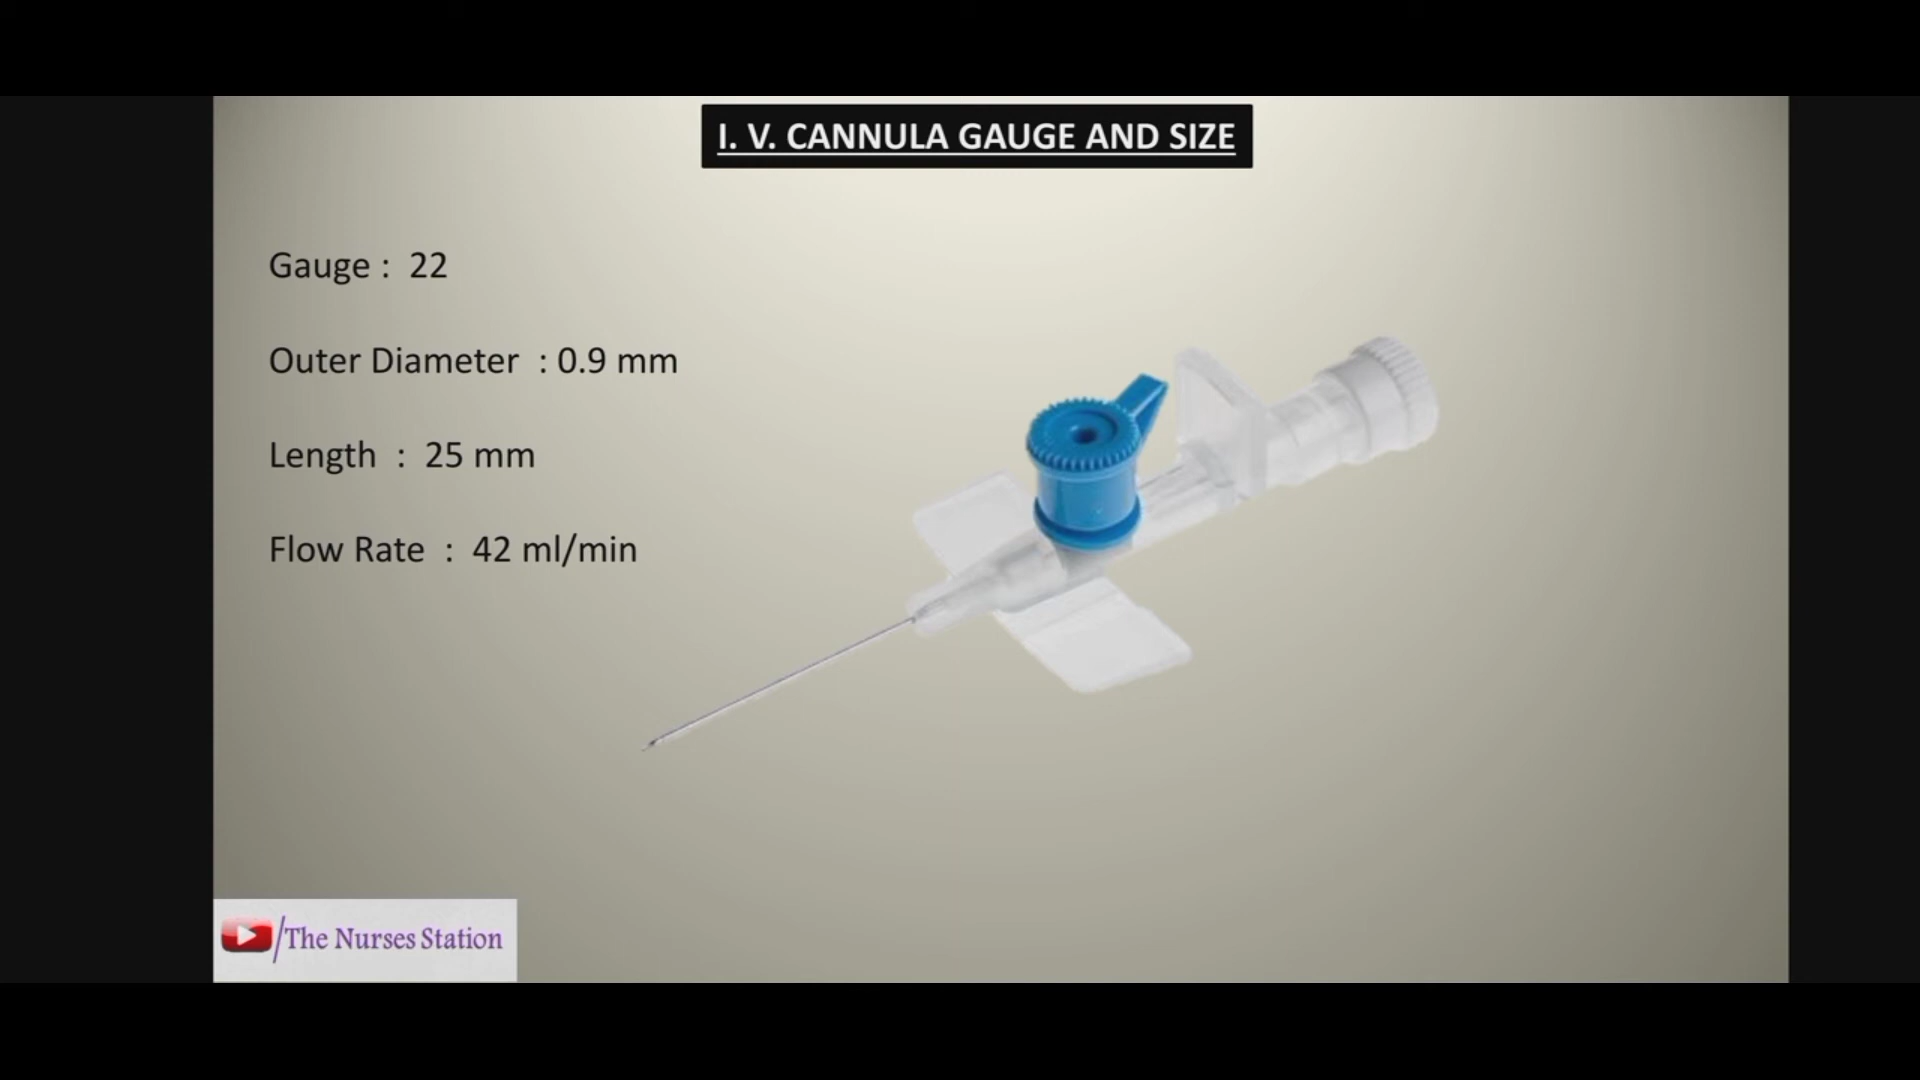 I. V. CANNULA GAUGE AND SIZE
Gauge : 22
Outer Diameter : 0.9 mm
Length : 25 mm
Flow Rate : 42 ml/min
/The Nurses Station